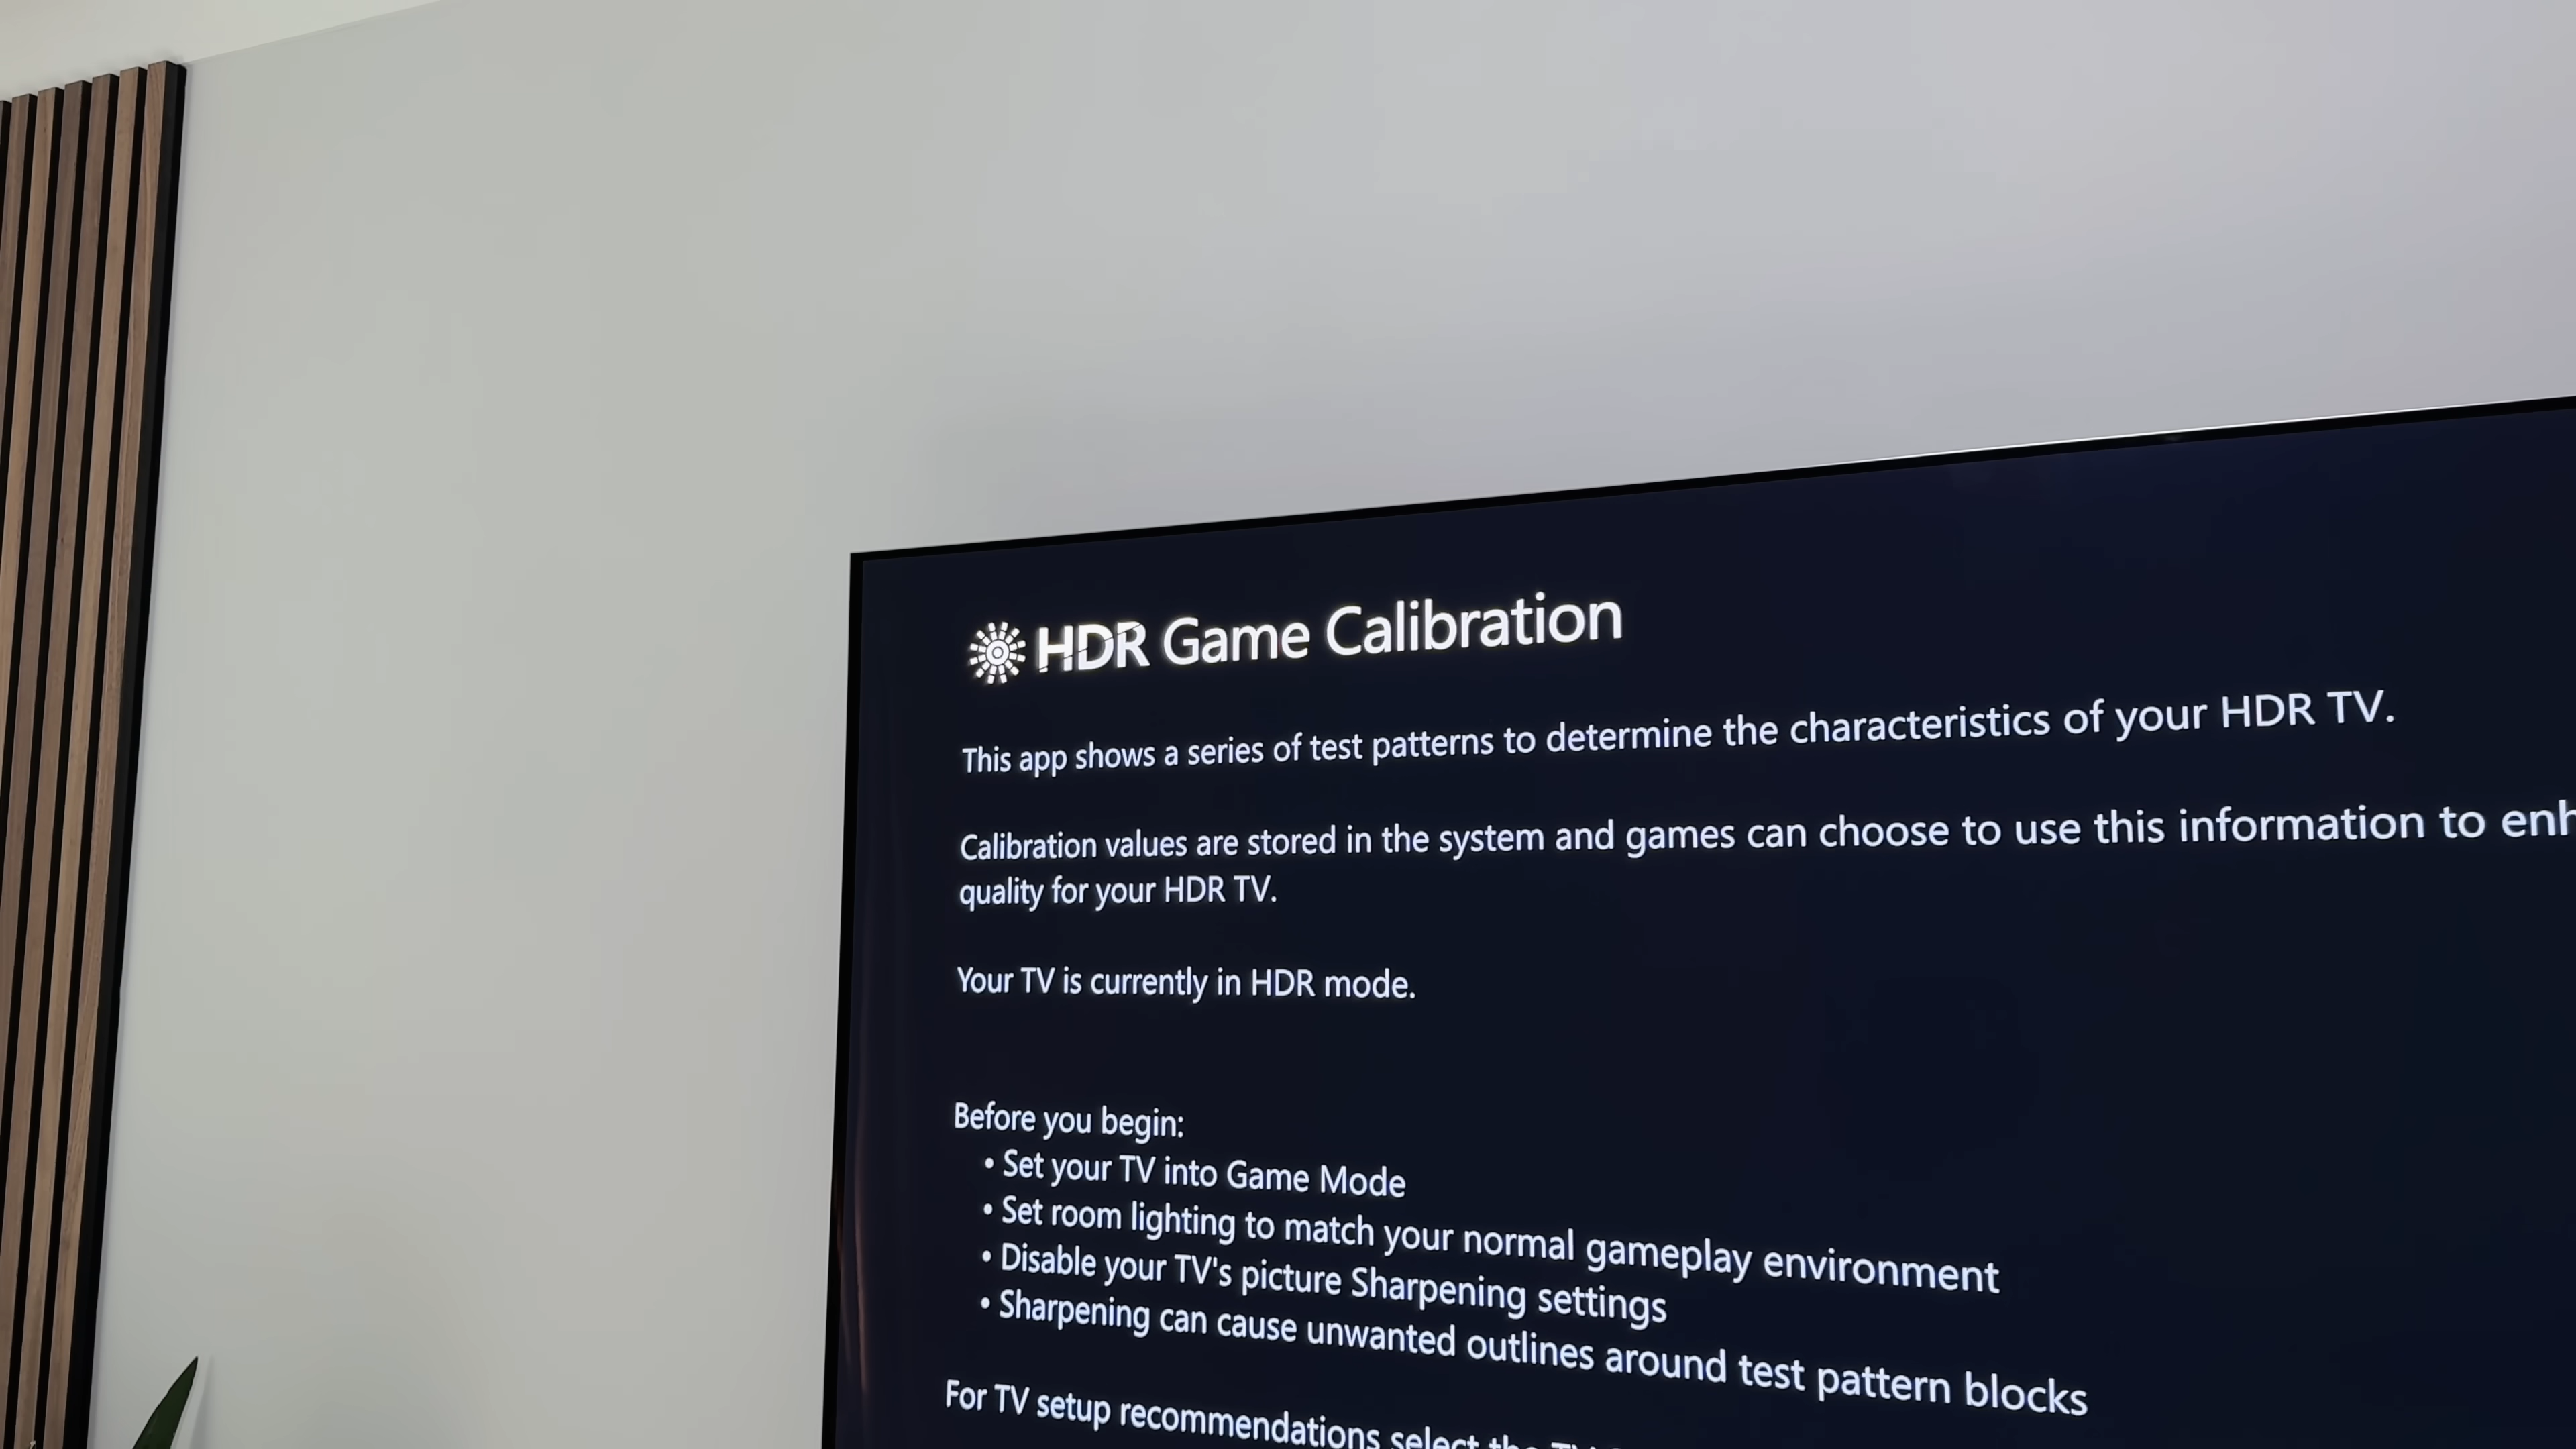 HDR Game Calibration
This app shows a series of test patterns to determine the characteristics of your HDR TV.
Calibration values are stored in the system and games can choose to use this information to
quality for your HDR TV.
Your TV is currently in HDR mode.
Before you begin:
• Set your TV into Game Mode
• Set room lighting to match your normal gameplay environment
• Disable your TV's picture Sharpening settings
• Sharpening can cause unwanted outlines around test pattern blocks
For TV setup recommendations select the